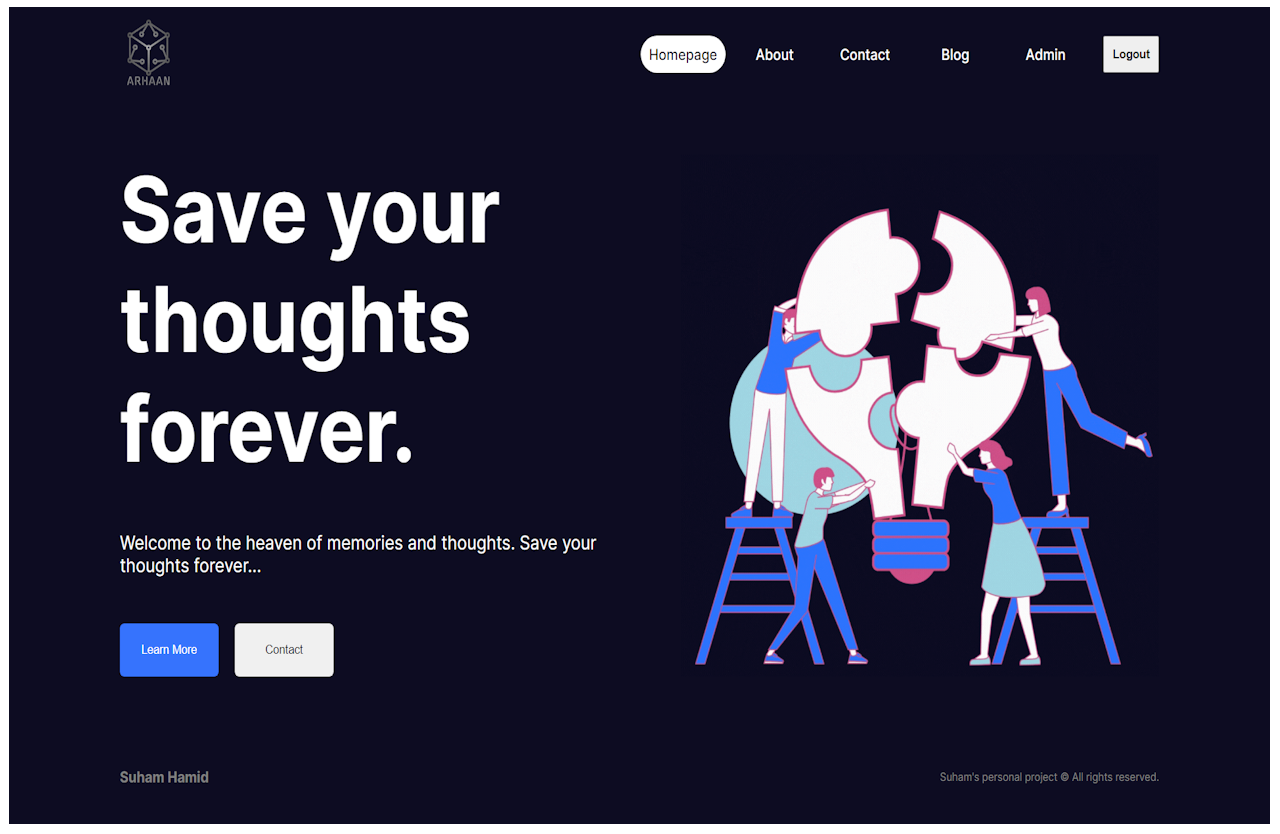 ARHAAN
Homepage
About
Contact
Blog
Admin
Logout
Save your
thoughts
forever.
Welcome to the heaven of memories and thoughts. Save your
thoughts forever...
Learn More
Contact
Suham Hamid
Suham's personal project © All rights reserved.